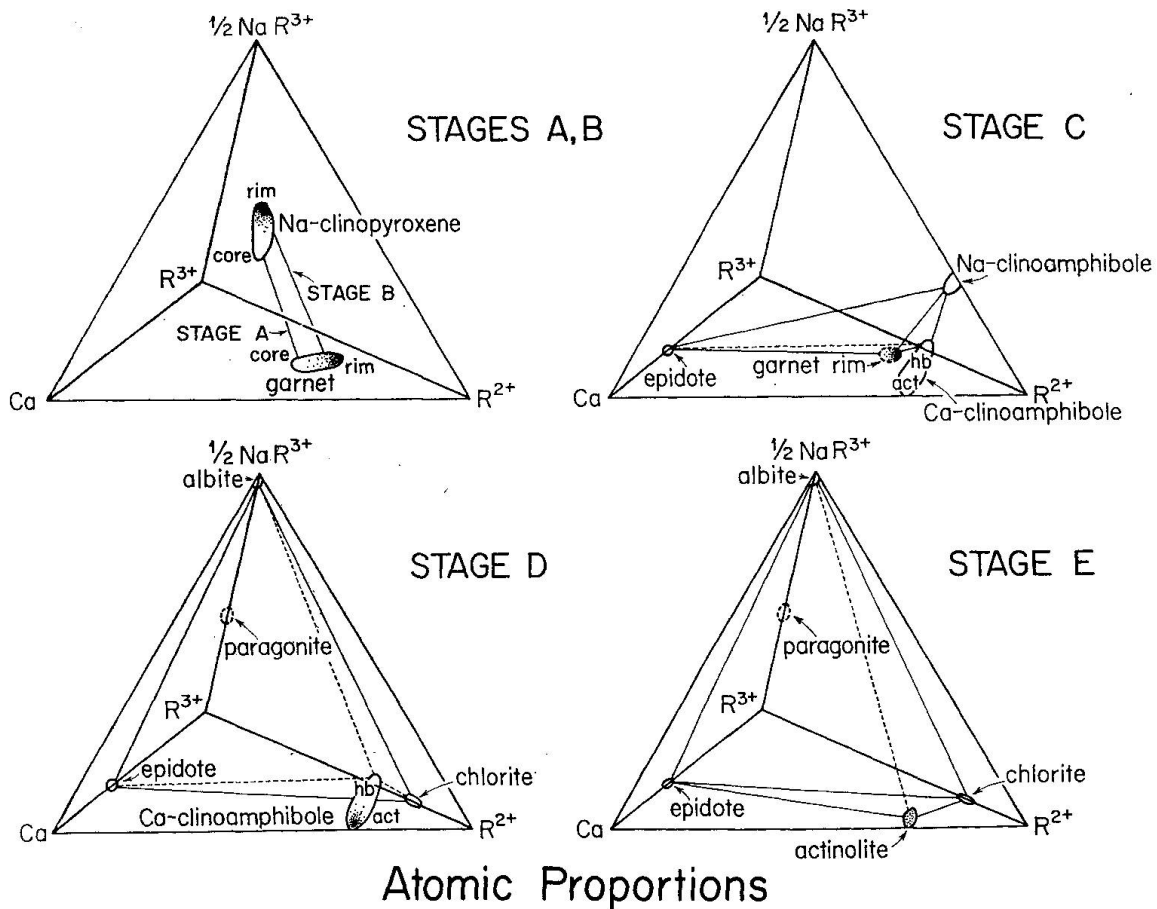 ½ Na R³⁺
STAGES A, B
rim
Na-clinopyroxene
core
R³⁺
STAGE B
STAGE A
core
rim
garnet
Ca
R²⁺
½ Na R³⁺
STAGE C
R³⁺
Na-clinoamphibole
epidote
garnet rim
hb
act
Ca
R²⁺
Ca-clinoamphibole
½ Na R³⁺
albite
STAGE D
paragonite
R³⁺
epidote
hb
chlorite
Ca-clinoamphibole
act
Ca
R²⁺
½ Na R³⁺
albite
STAGE E
paragonite
R³⁺
chlorite
epidote
Ca
R²⁺
actinolite
Atomic Proportions